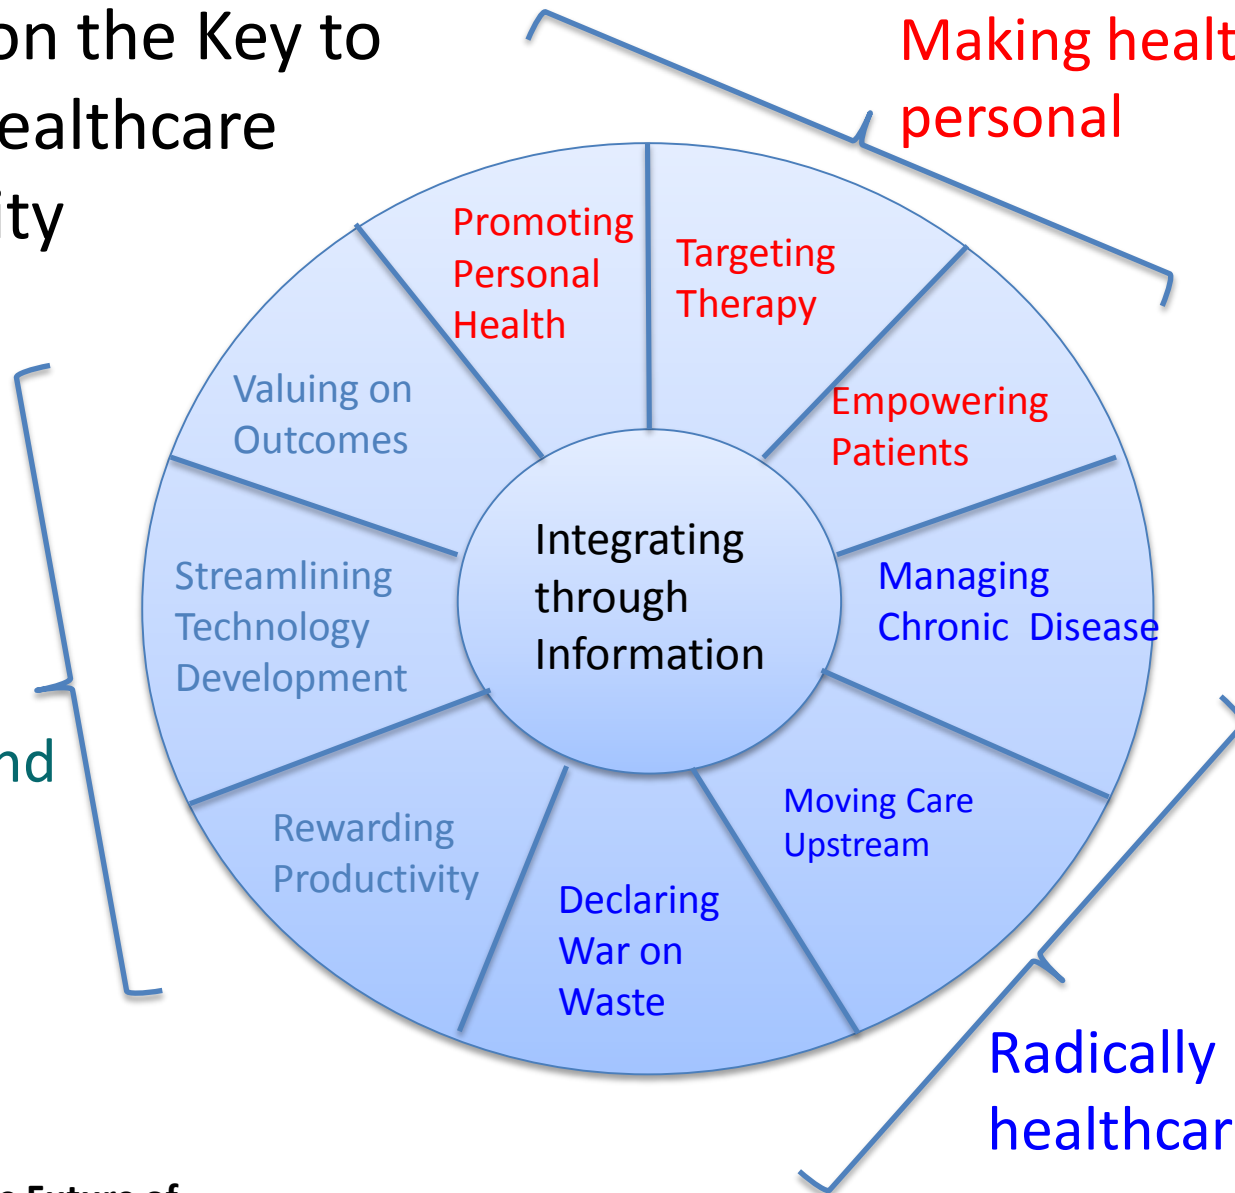 on the Key to
ealthcare
ity
Making healt
personal
Promoting
Personal
Health
Targeting
Therapy
Empowering
Patients
Valuing on
Outcomes
Integrating
through
Information
Managing
Chronic Disease
Streamlining
Technology
Development
nd
Moving Care
Upstream
Rewarding
Productivity
Declaring
War on
Waste
Radically
healthcar
Future of